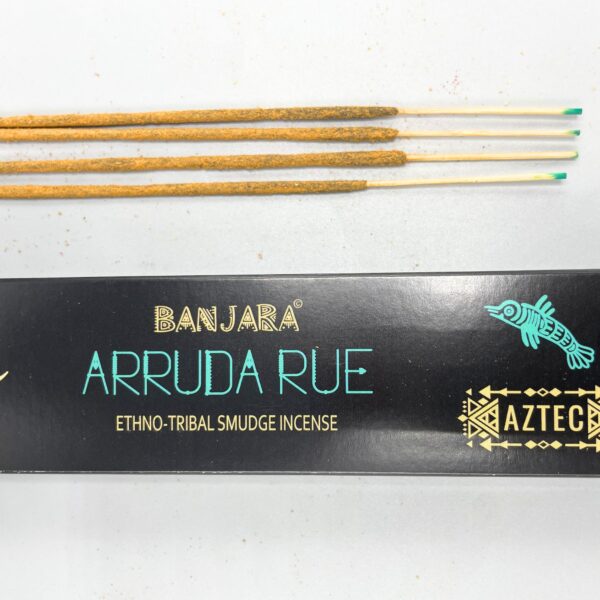 BANJARA©
ARRUDA RUE
ETHNO-TRIBAL SMUDGE INCENSE
AZTEC